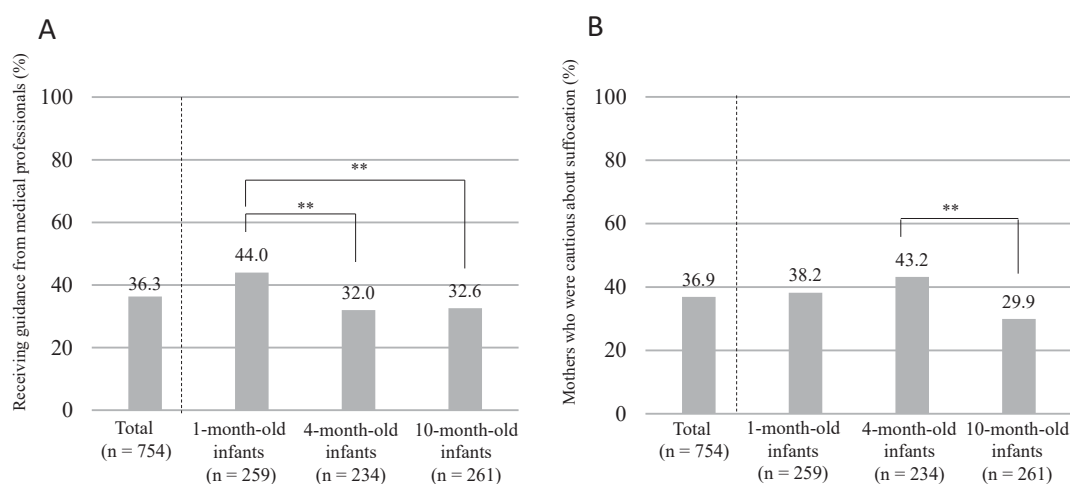 A
Receiving guidance from medical professionals (%)
100
80
60
40
20
0
**
**
36.3
44.0
32.0
32.6
Total
(n = 754)
1-month-old
infants
(n = 259)
4-month-old
infants
(n = 234)
10-month-old
infants
(n = 261)
B
Mothers who were cautious about suffocation (%)
100
80
60
40
20
0
**
36.9
38.2
43.2
29.9
Total
(n = 754)
1-month-old
infants
(n = 259)
4-month-old
infants
(n = 234)
10-month-old
infants
(n = 261)